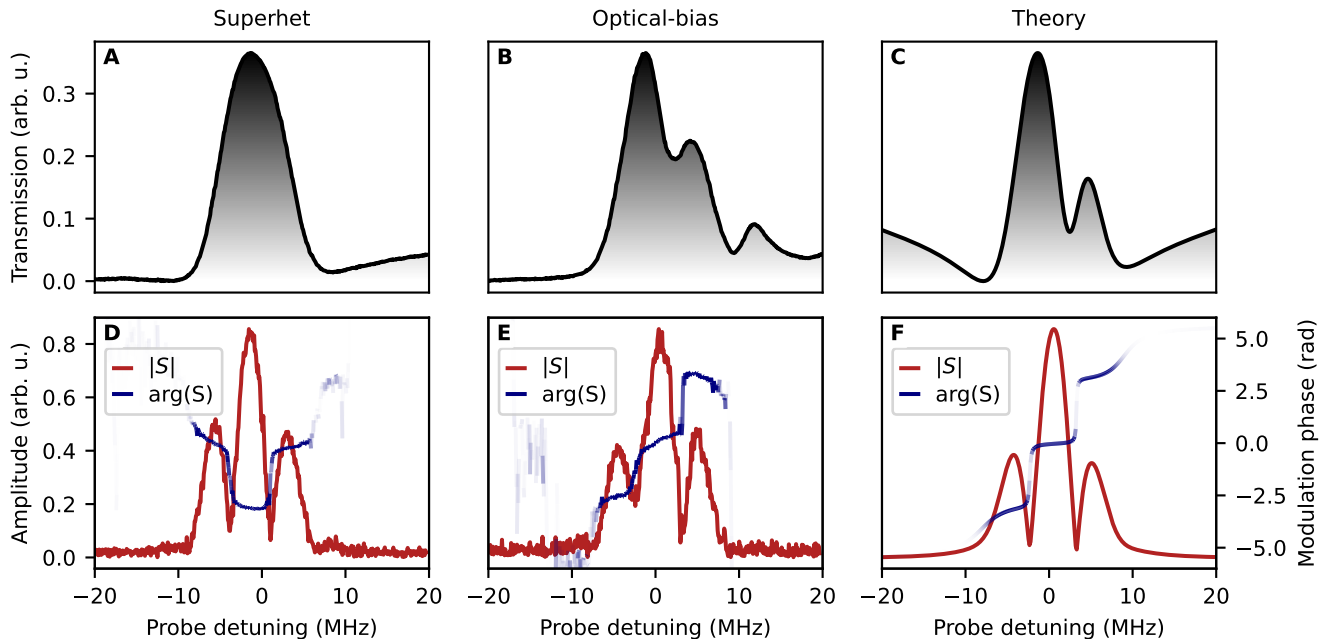 Superhet
Optical-bias
Theory
A
B
C
Transmission (arb. u.)
0.3
0.2
0.1
0.0
D
E
F
|S|
arg(S)
|S|
arg(S)
|S|
arg(S)
Amplitude (arb. u.)
0.8
0.6
0.4
0.2
0.0
5.0
2.5
0.0
−2.5
−5.0
Modulation phase (rad)
−20 −10 0 10 20
−20 −10 0 10 20
−20 −10 0 10 20
Probe detuning (MHz)
Probe detuning (MHz)
Probe detuning (MHz)